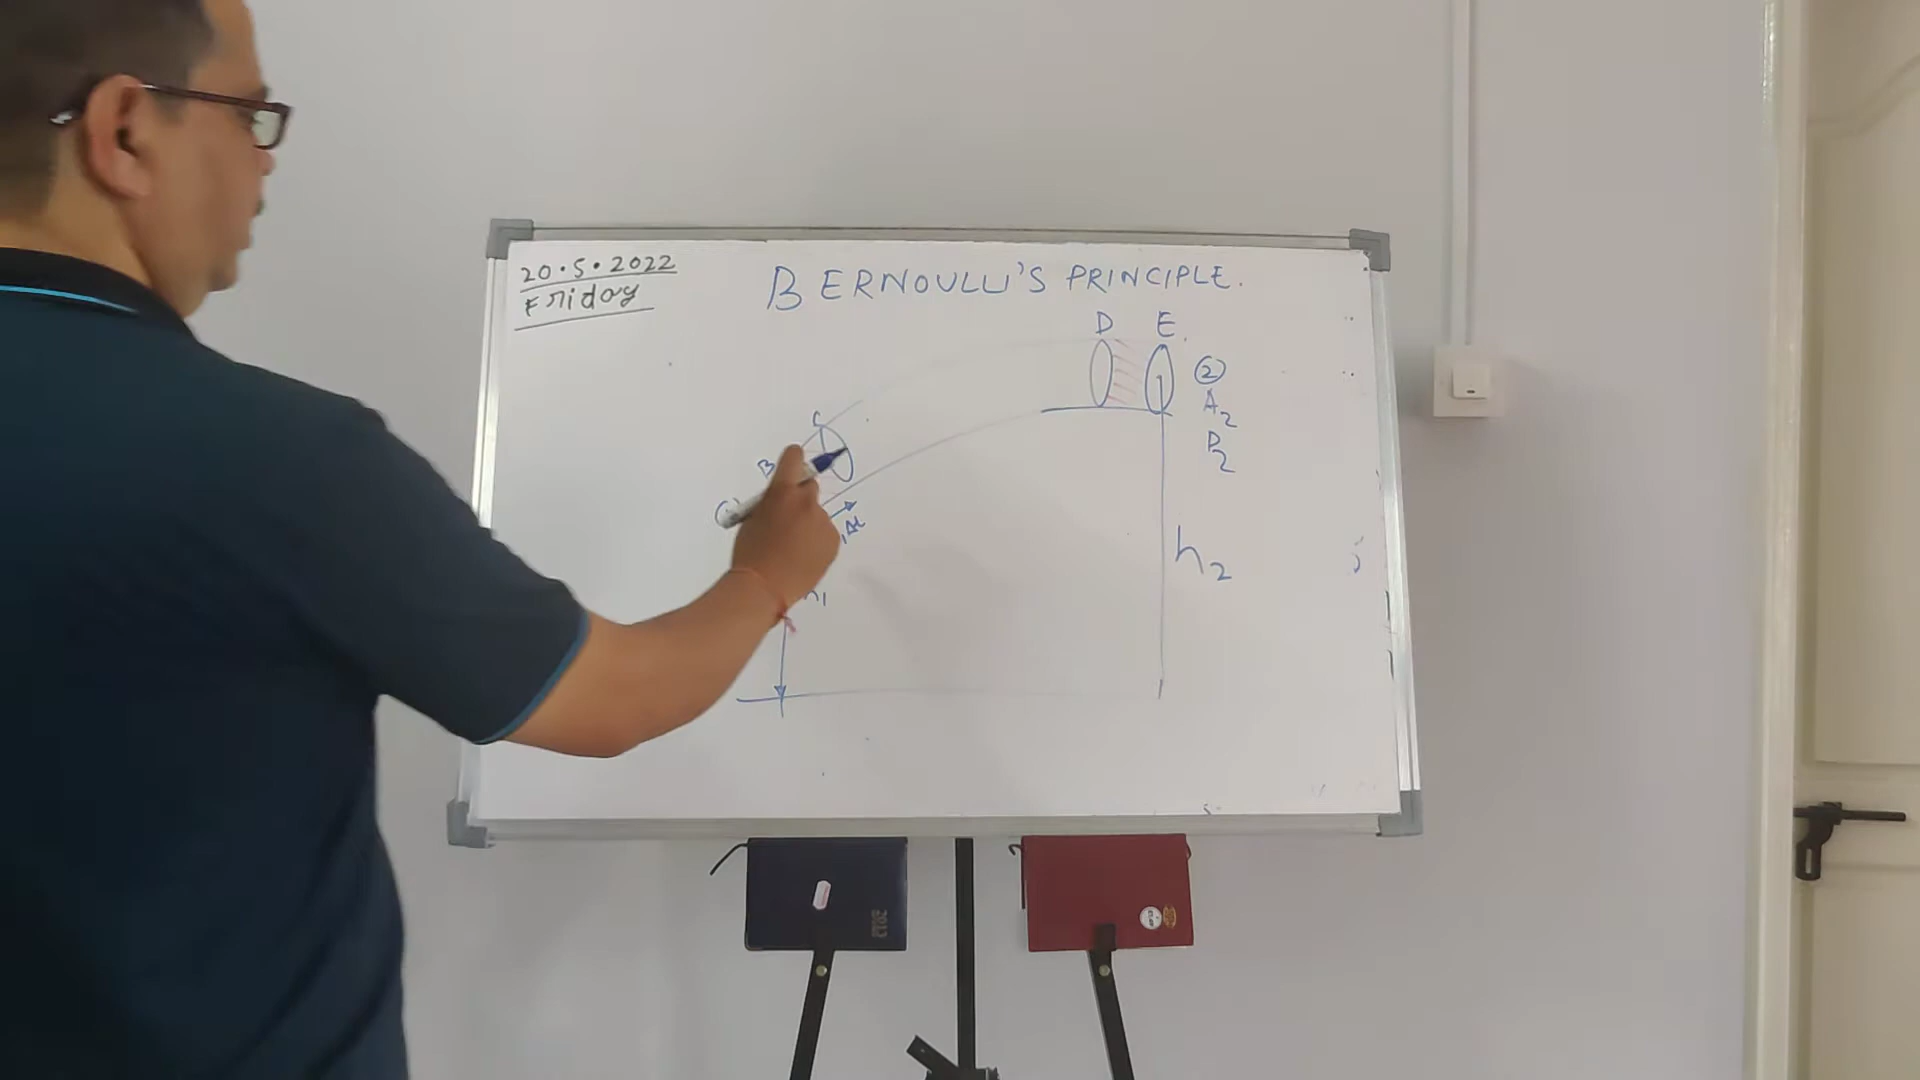 20.5.2022
Friday
BERNOULLI'S PRINCIPLE.
D E
②
A2
P2
C
B
h2